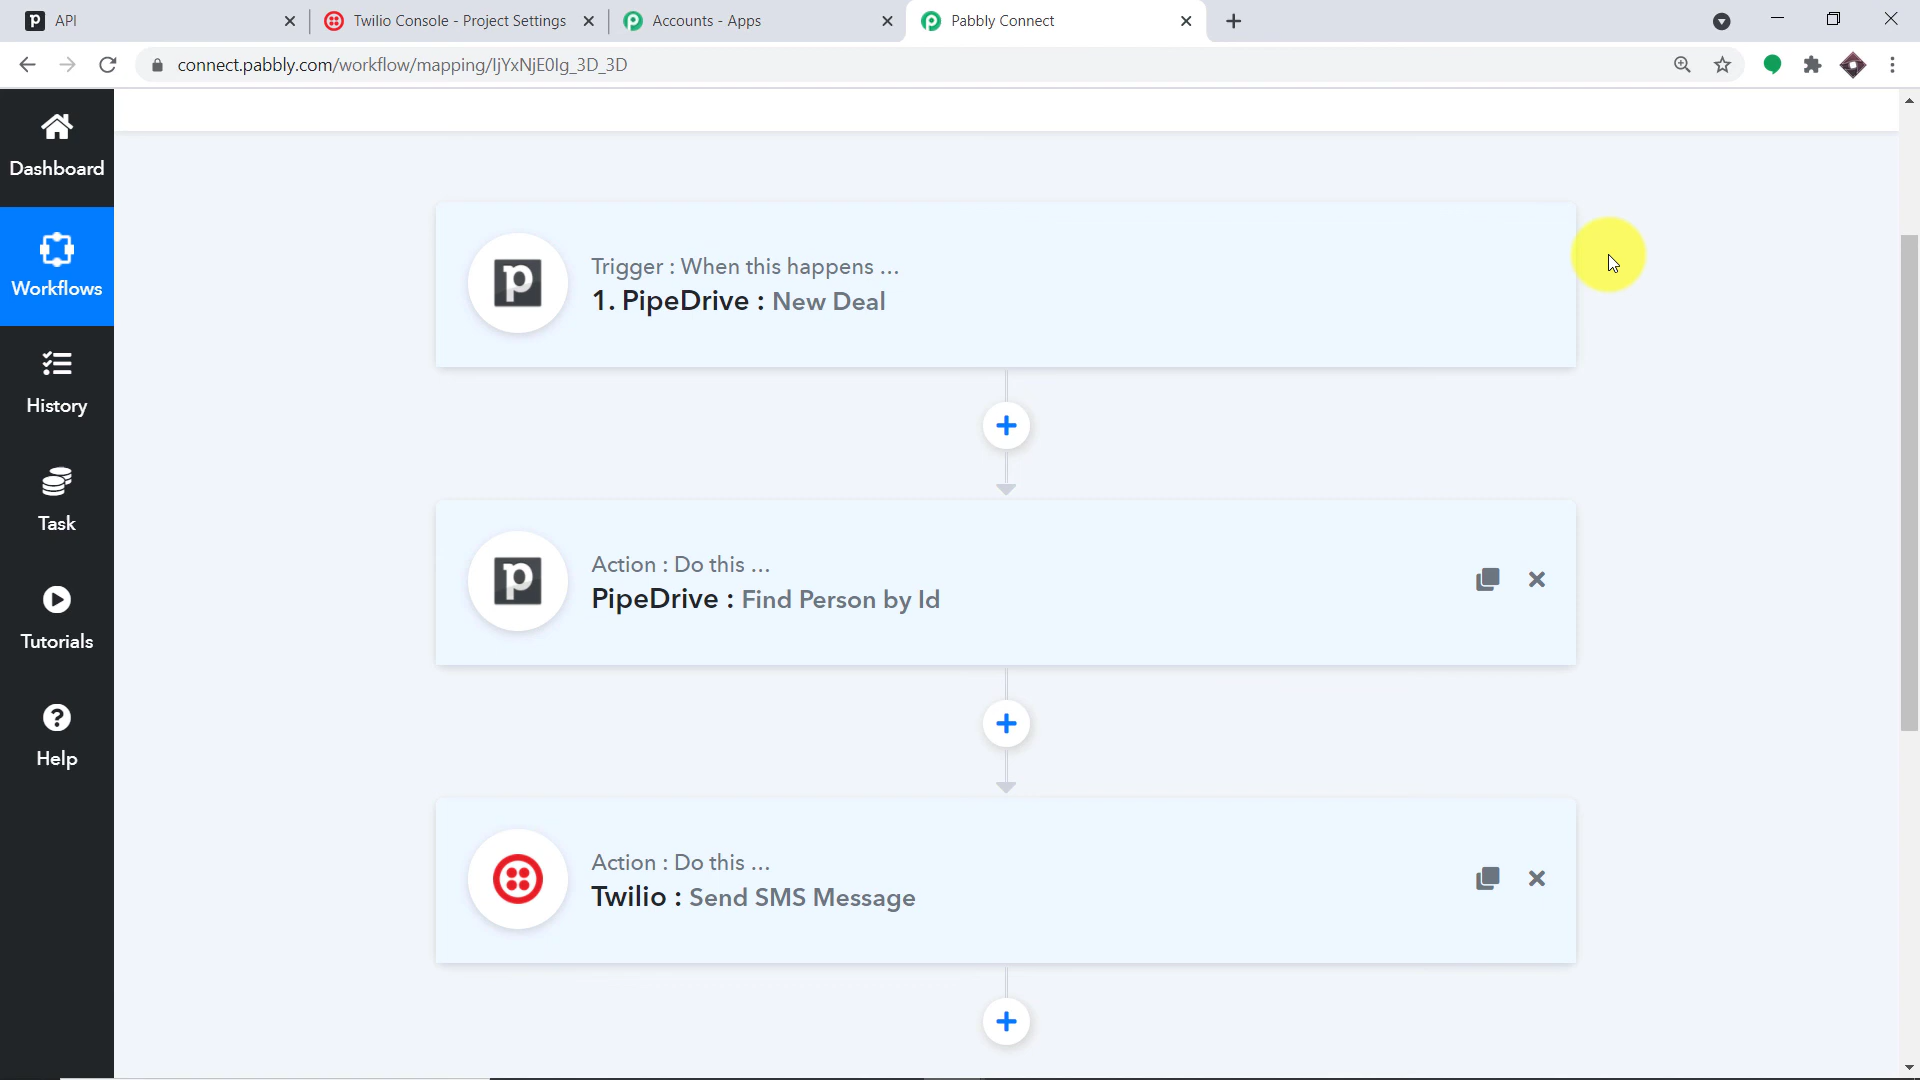 API
Twilio Console - Project Settings
Accounts - Apps
Pabbly Connect
connect.pabbly.com/workflow/mapping/IjYxNjE0Ig_3D_3D
Dashboard
Workflows
History
Task
Tutorials
Help
Trigger : When this happens ...
1. PipeDrive : New Deal
Action : Do this ...
PipeDrive : Find Person by Id
Action : Do this ...
Twilio : Send SMS Message